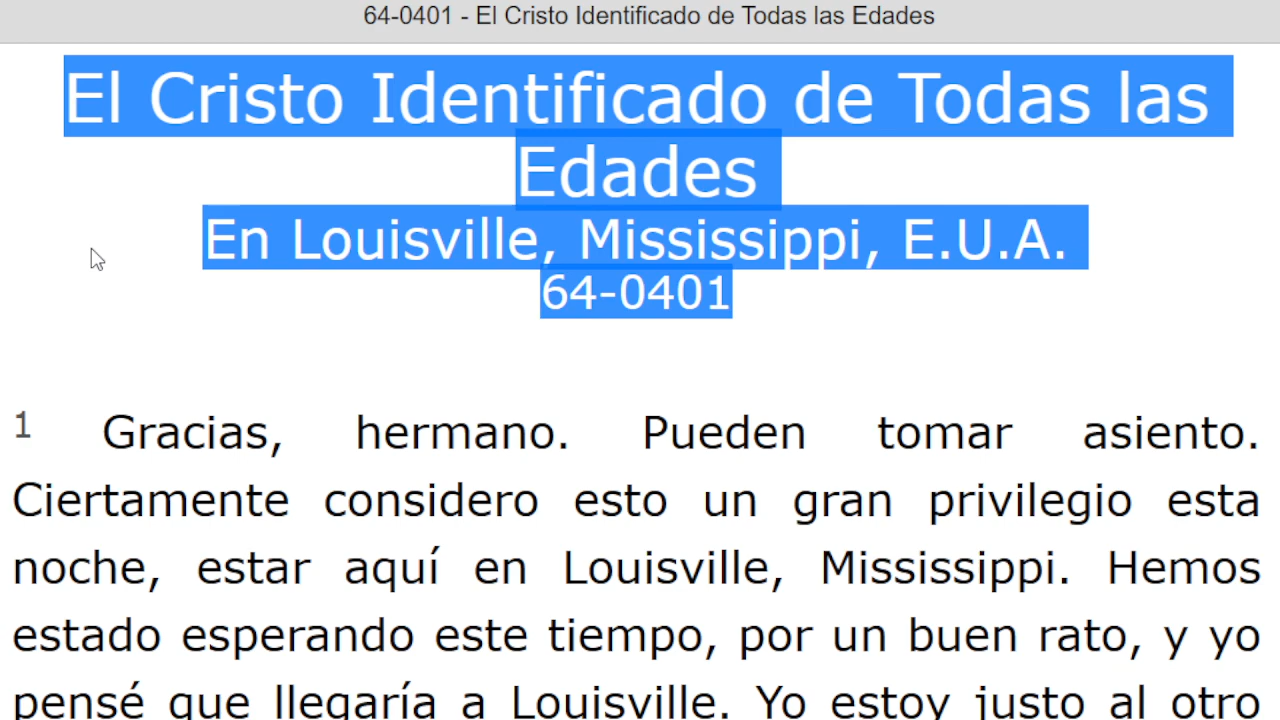 64-0401 - El Cristo Identificado de Todas las Edades
El Cristo Identificado de Todas las
Edades
En Louisville, Mississippi, E.U.A.
64-0401
1 Gracias, hermano. Pueden tomar asiento.
Ciertamente considero esto un gran privilegio esta
noche, estar aquí en Louisville, Mississippi. Hemos
estado esperando este tiempo, por un buen rato, y yo
pensé que llegaría a Louisville. Yo estoy justo al otro